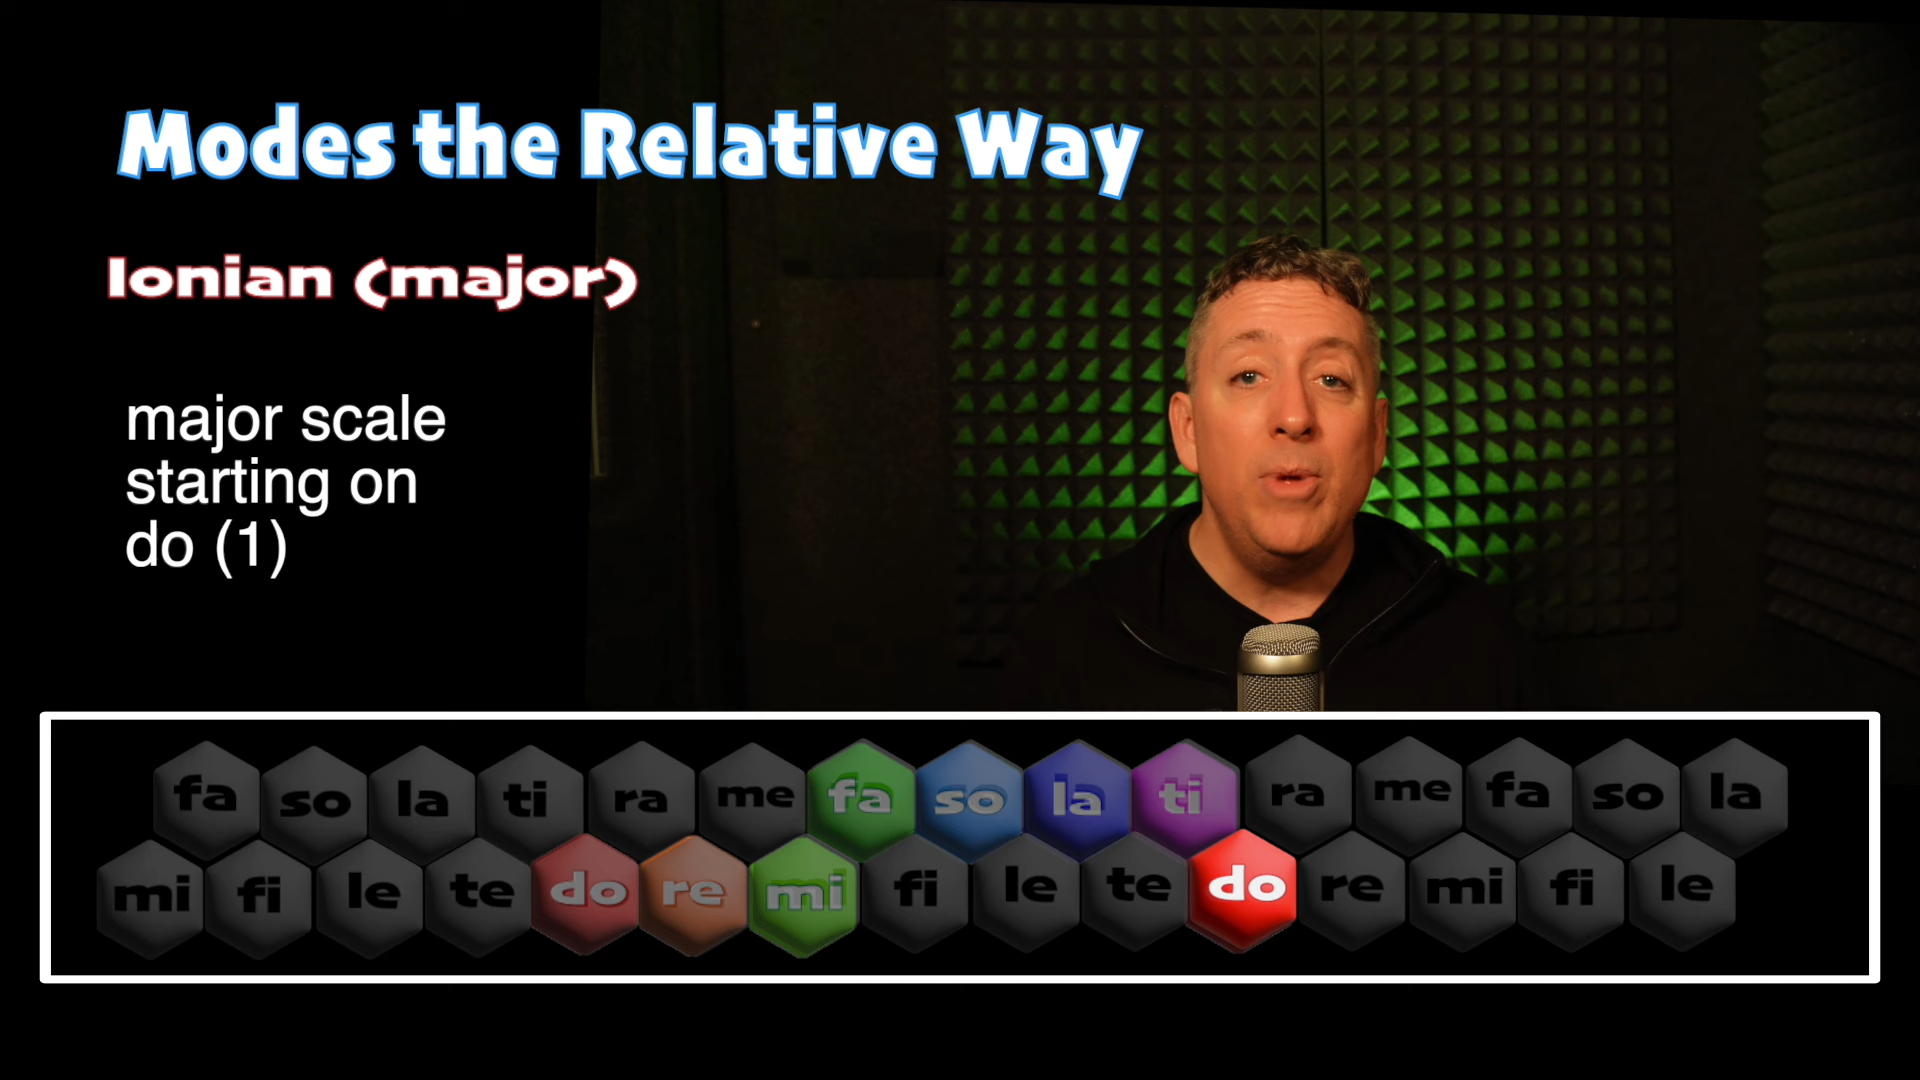 Modes the Relative Way
Ionian (major)
major scale
starting on
do (1)
fa so la ti ra me fa so la ti ra me fa so la
mi fi le te do re mi fi le te do re mi fi le